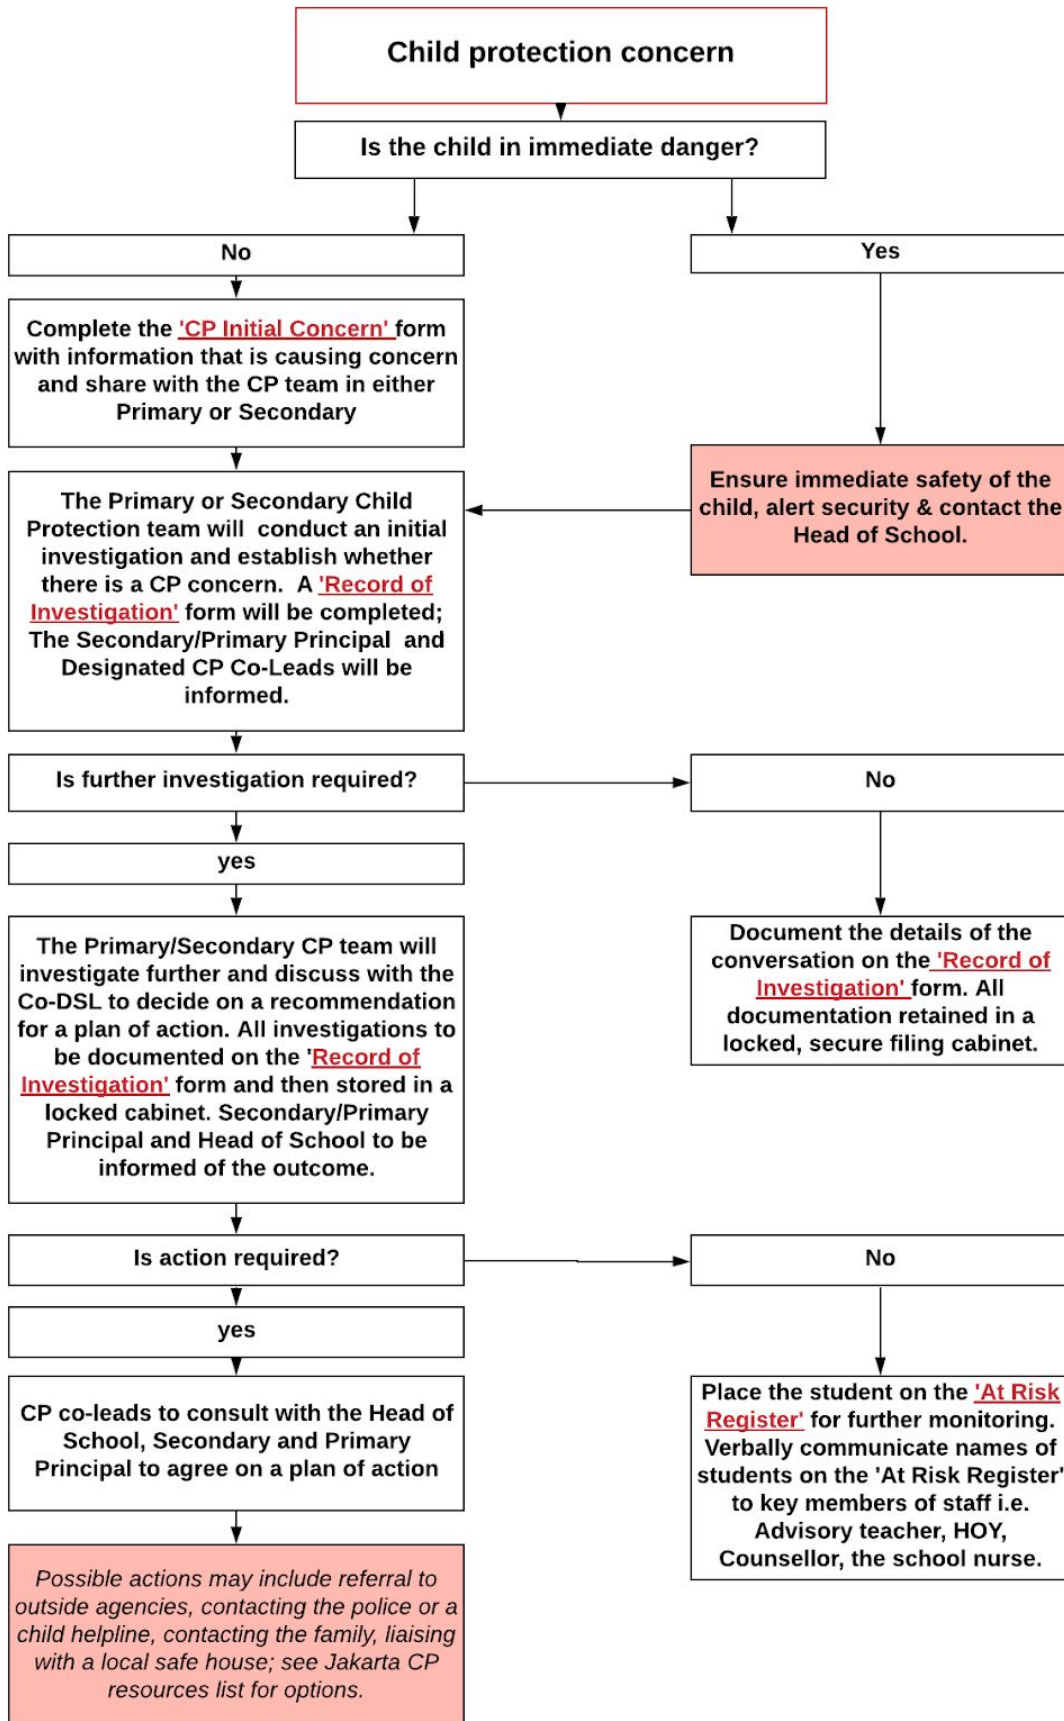 Child protection concern
Is the child in immediate danger?
No
Yes
Complete the 'CP Initial Concern' form
with information that is causing concern
and share with the CP team in either
Primary or Secondary
Ensure immediate safety of the
child, alert security & contact the
Head of School.
The Primary or Secondary Child
Protection team will conduct an initial
investigation and establish whether
there is a CP concern. A 'Record of
Investigation' form will be completed;
The Secondary/Primary Principal and
Designated CP Co-Leads will be
informed.
Is further investigation required?
No
yes
The Primary/Secondary CP team will
investigate further and discuss with the
Co-DSL to decide on a recommendation
for a plan of action. All investigations to
be documented on the 'Record of
Investigation' form and then stored in a
locked cabinet. Secondary/Primary
Principal and Head of School to be
informed of the outcome.
Document the details of the
conversation on the 'Record of
Investigation' form. All
documentation retained in a
locked, secure filing cabinet.
Is action required?
No
yes
CP co-leads to consult with the Head of
School, Secondary and Primary
Principal to agree on a plan of action
Place the student on the 'At Risk
Register' for further monitoring.
Verbally communicate names of
students on the 'At Risk Register'
to key members of staff i.e.
Advisory teacher, HOY,
Counsellor, the school nurse.
Possible actions may include referral to
outside agencies, contacting the police or a
child helpline, contacting the family, liaising
with a local safe house; see Jakarta CP
resources list for options.